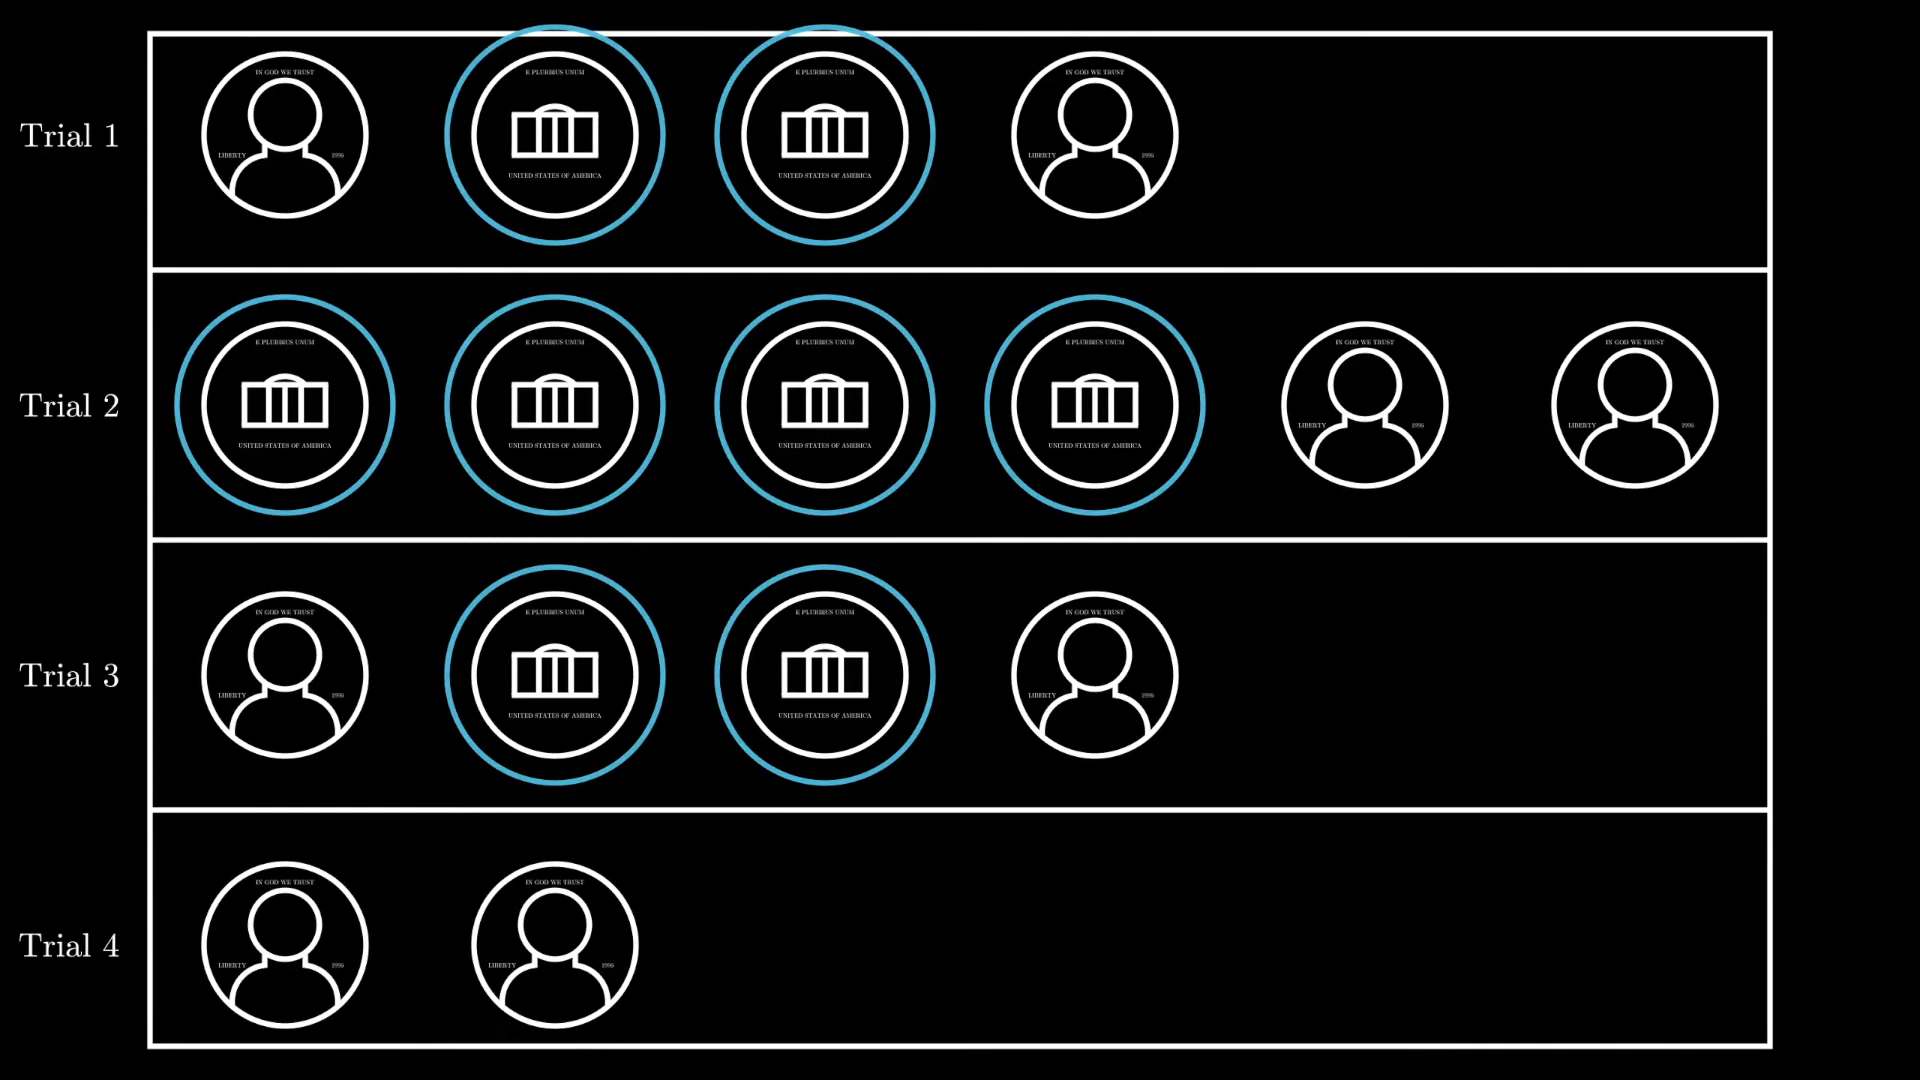 Trial 1
IN GOD WE TRUST
LIBERTY 1996
E PLURIBUS UNUM
UNITED STATES OF AMERICA
E PLURIBUS UNUM
UNITED STATES OF AMERICA
IN GOD WE TRUST
LIBERTY 1996
Trial 2
E PLURIBUS UNUM
UNITED STATES OF AMERICA
E PLURIBUS UNUM
UNITED STATES OF AMERICA
E PLURIBUS UNUM
UNITED STATES OF AMERICA
E PLURIBUS UNUM
UNITED STATES OF AMERICA
IN GOD WE TRUST
LIBERTY 1996
IN GOD WE TRUST
LIBERTY 1996
Trial 3
IN GOD WE TRUST
LIBERTY 1996
E PLURIBUS UNUM
UNITED STATES OF AMERICA
E PLURIBUS UNUM
UNITED STATES OF AMERICA
IN GOD WE TRUST
LIBERTY 1996
Trial 4
IN GOD WE TRUST
LIBERTY 1996
IN GOD WE TRUST
LIBERTY 1996